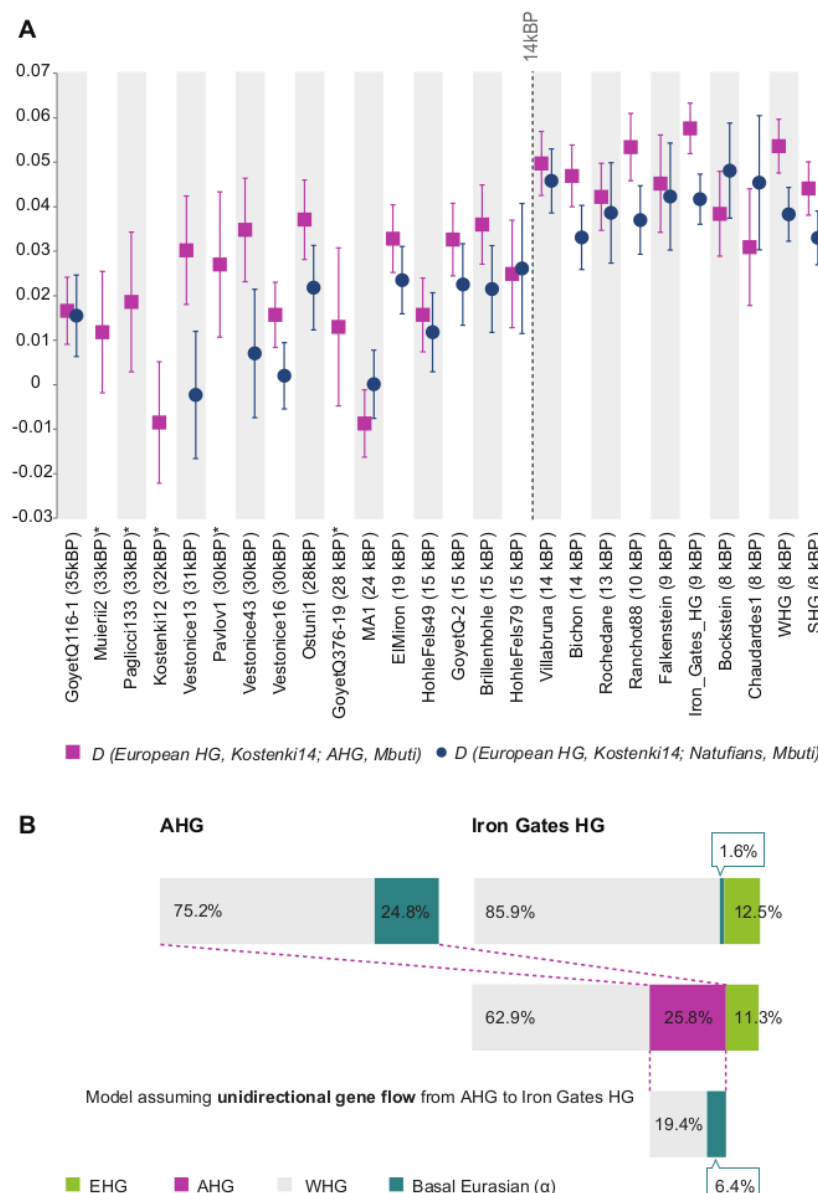 A
14kBP
0.07
0.06
0.05
0.04
0.03
0.02
0.01
0
-0.01
-0.02
-0.03
GoyetQ116-1 (35kBP)
Muierii2 (33kBP)*
Paglicci133 (33kBP)*
Kostenki12 (32kBP)*
Vestonice13 (31kBP)
Pavlov1 (30kBP)*
Vestonice43 (30kBP)
Vestonice16 (30kBP)
Ostuni1 (28kBP)
GoyetQ376-19 (28 kBP)*
MA1 (24 kBP)
ElMiron (19 kBP)
HohleFels49 (15 kBP)
GoyetQ-2 (15 kBP)
Brillenhohle (15 kBP)
HohleFels79 (15 kBP)
Villabruna (14 kBP)
Bichon (14 kBP)
Rochedane (13 kBP)
Ranchot88 (10 kBP)
Falkenstein (9 kBP)
Iron_Gates_HG (9 kBP)
Bockstein (8 kBP)
Chaudardes1 (8 kBP)
WHG (8 kBP)
SHG (8 kBP)
D (European HG, Kostenki14; AHG, Mbuti) D (European HG, Kostenki14; Natufians, Mbuti)
B
AHG Iron Gates HG
1.6%
75.2% 24.8% 85.9% 12.5%
62.9% 25.8% 11.3%
Model assuming unidirectional gene flow from AHG to Iron Gates HG
19.4%
6.4%
EHG AHG WHG Basal Eurasian (α)